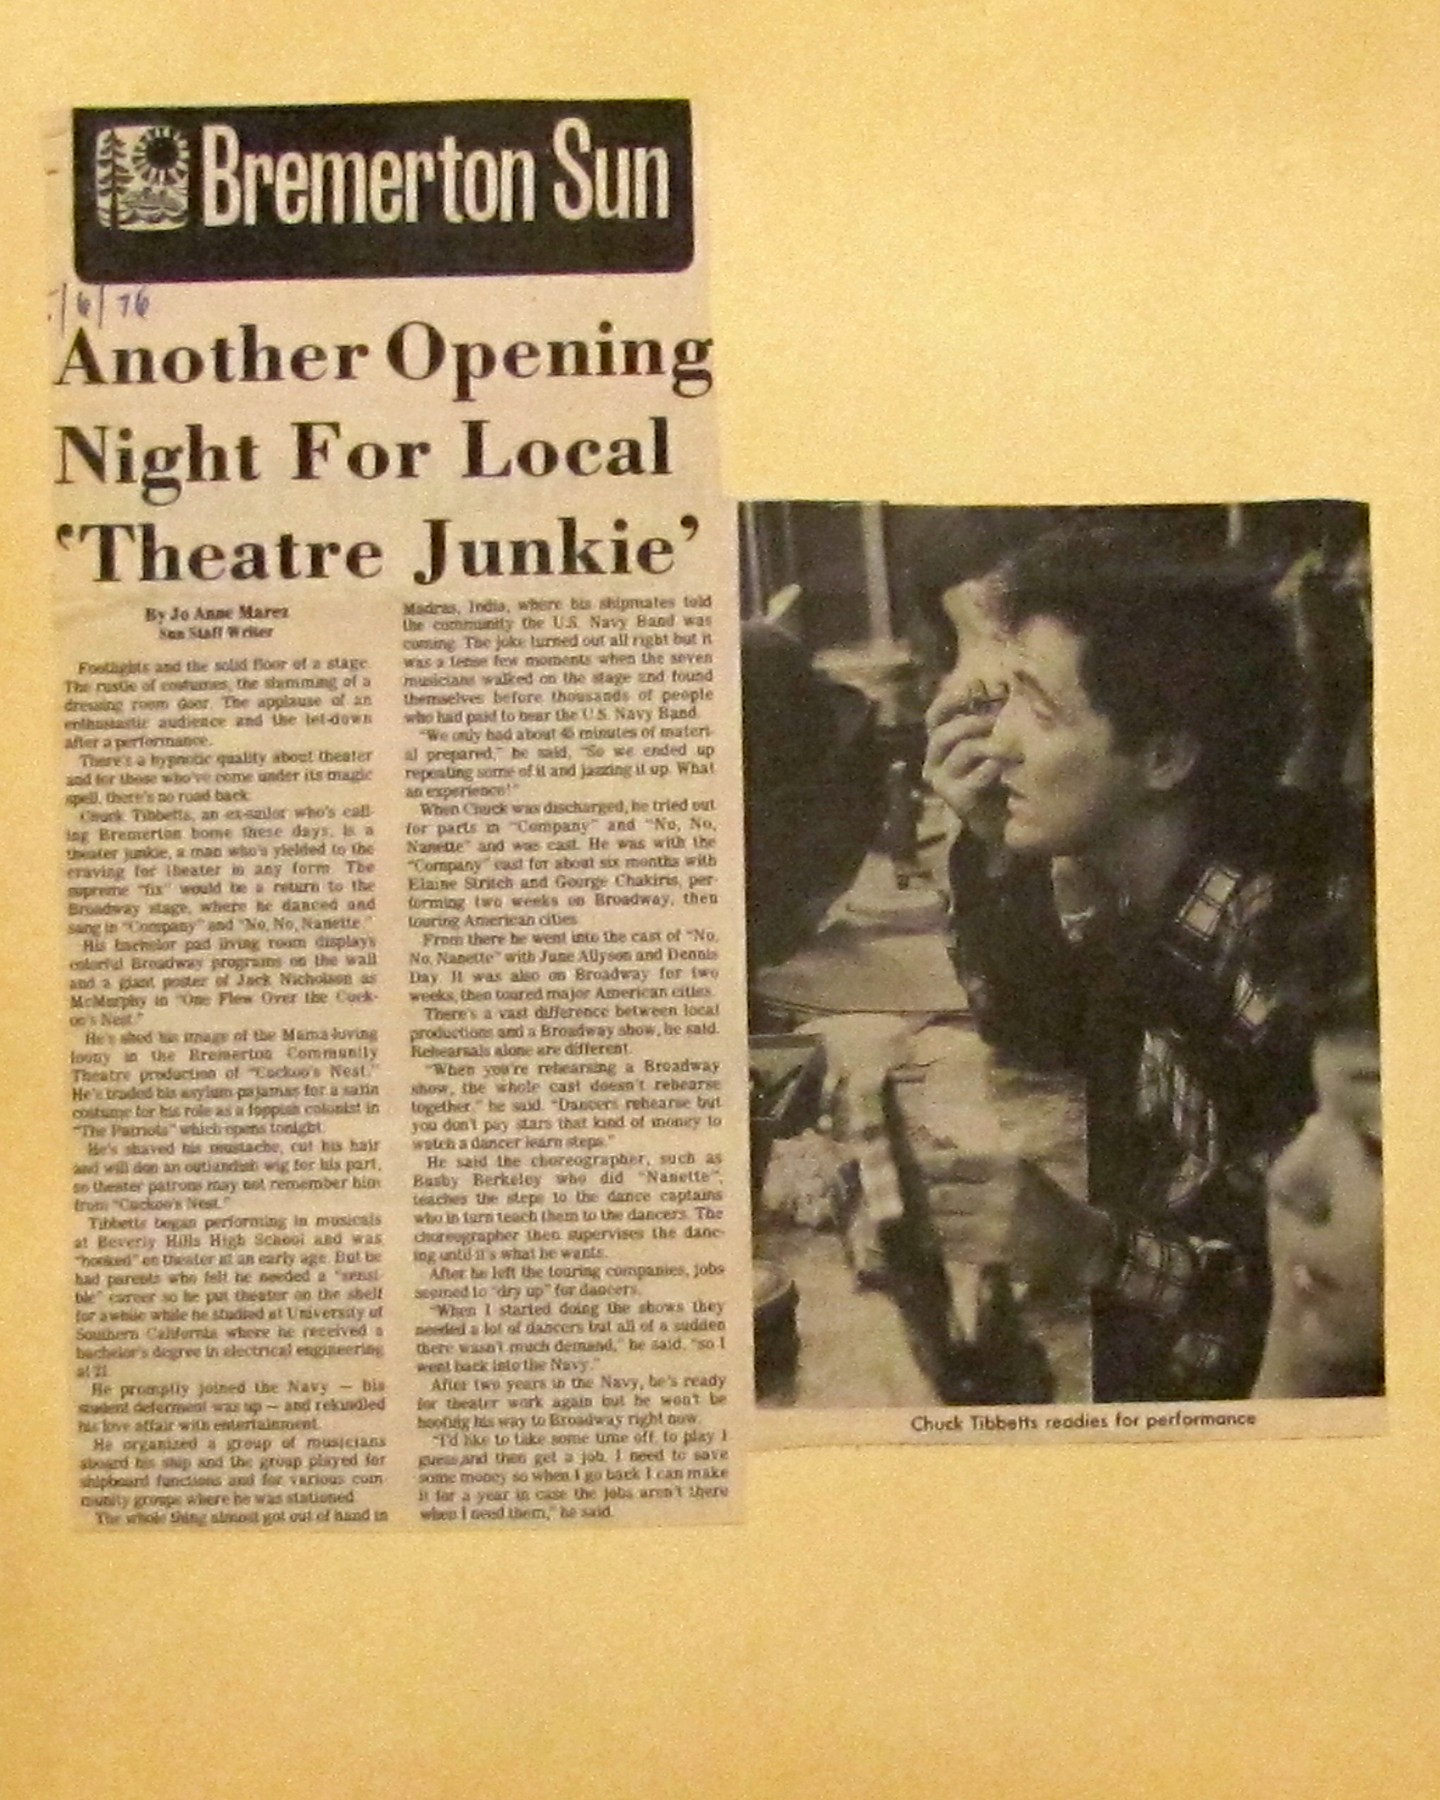 Bremerton Sun
/6/76
Another Opening
Night For Local
‘Theatre Junkie’
By Jo Anne Marez
Sun Staff Writer
Footlights and the solid floor of a stage.
The rustle of costumes, the slamming of a
dressing room door. The applause of an
enthusiastic audience and the let-down
after a performance.
There's a hypnotic quality about theater
and for those who've come under its magic
spell, there's no road back.
Chuck Tibbetts, an ex-sailor who's call-
ing Bremerton home these days, is a
theater junkie, a man who's yielded to the
craving for theater in any form. The
supreme "fix" would be a return to the
Broadway stage, where he danced and
sang in "Company" and "No, No, Nanette."
His bachelor pad living room displays
colorful Broadway programs on the wall
and a giant poster of Jack Nicholson as
McMurphy in "One Flew Over the Cuck-
oo's Nest."
He's shed his image of the Mama-loving
loony in the Bremerton Community
Theatre production of "Cuckoo's Nest."
He's traded his asylum pajamas for a satin
costume for his role as a foppish colonist in
"The Patriots" which opens tonight.
He's shaved his mustache, cut his hair
and will don an outlandish wig for his part,
so theater patrons may not remember him
from "Cuckoo's Nest."
Tibbetts began performing in musicals
at Beverly Hills High School and was
"hooked" on theater at an early age. But he
had parents who felt he needed a "sensi-
ble" career so he put theater on the shelf
for awhile while he studied at University of
Southern California where he received a
bachelor's degree in electrical engineering
at 21.
He promptly joined the Navy — his
student deferment was up — and rekindled
his love affair with entertainment.
He organized a group of musicians
aboard his ship and the group played for
shipboard functions and for various com-
munity groups where he was stationed.
The whole thing almost got out of hand in
Madras, India, where his shipmates told
the community the U.S. Navy Band was
coming. The joke turned out all right but it
was a tense few moments when the seven
musicians walked on the stage and found
themselves before thousands of people
who had paid to hear the U.S. Navy Band.
"We only had about 45 minutes of materi-
al prepared," he said, "So we ended up
repeating some of it and jazzing it up. What
an experience!"
When Chuck was discharged, he tried out
for parts in "Company" and "No, No,
Nanette" and was cast. He was with the
"Company" cast for about six months with
Elaine Stritch and George Chakiris, per-
forming two weeks on Broadway, then
touring American cities.
From there he went into the cast of "No,
No, Nanette" with June Allyson and Dennis
Day. It was also on Broadway for two
weeks, then toured major American cities.
There's a vast difference between local
productions and a Broadway show, he said.
Rehearsals alone are different.
"When you're rehearsing a Broadway
show, the whole cast doesn't rehearse
together," he said. "Dancers rehearse but
you don't pay stars that kind of money to
watch a dancer learn steps."
He said the choreographer, such as
Busby Berkeley who did "Nanette",
teaches the steps to the dance captains
who in turn teach them to the dancers. The
choreographer then supervises the danc-
ing until it's what he wants.
After he left the touring companies, jobs
seemed to "dry up" for dancers.
"When I started doing the shows they
needed a lot of dancers but all of a sudden
there wasn't much demand," he said, "so I
went back into the Navy."
After two years in the Navy, he's ready
for theater work again but he won't be
hoofing his way to Broadway right now.
"I'd like to take some time off, to play I
guess and then get a job. I need to save
some money so when I go back I can make
it for a year in case the jobs aren't there
when I need them," he said.
Chuck Tibbetts readies for performance